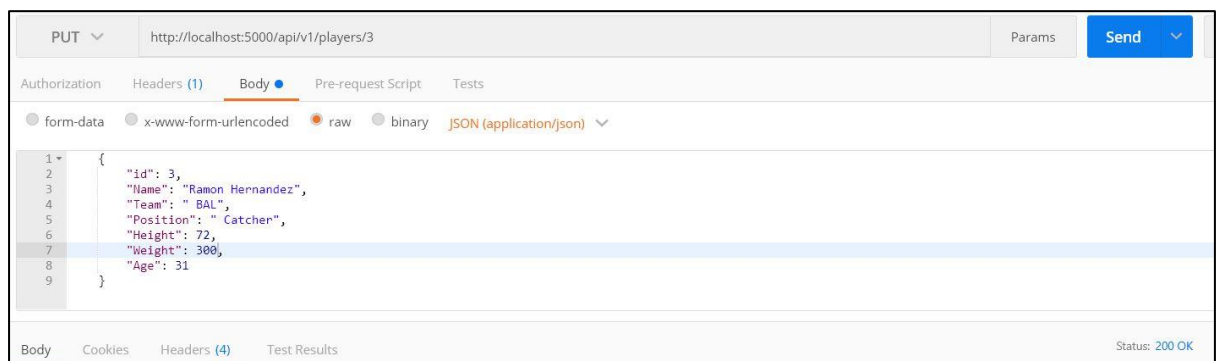 PUT http://localhost:5000/api/v1/players/3 Params Send
Authorization Headers (1) Body Pre-request Script Tests
form-data x-www-form-urlencoded raw binary JSON (application/json)
1 {
2 "id": 3,
3 "Name": "Ramon Hernandez",
4 "Team": " BAL",
5 "Position": " Catcher",
6 "Height": 72,
7 "Weight": 300,
8 "Age": 31
9 }
Body Cookies Headers (4) Test Results Status: 200 OK